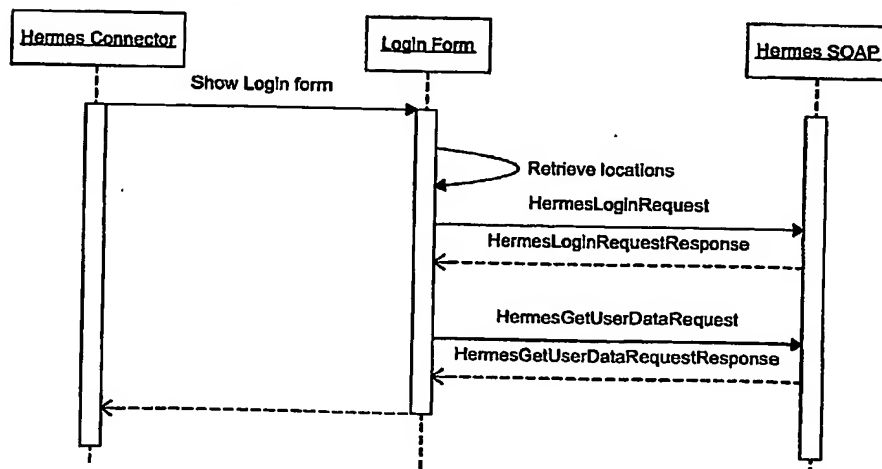 Hermes Connector
Login Form
Hermes SOAP
Show Login form
Retrieve locations
HermesLoginRequest
HermesLoginRequestResponse
HermesGetUserDataRequest
HermesGetUserDataRequestResponse